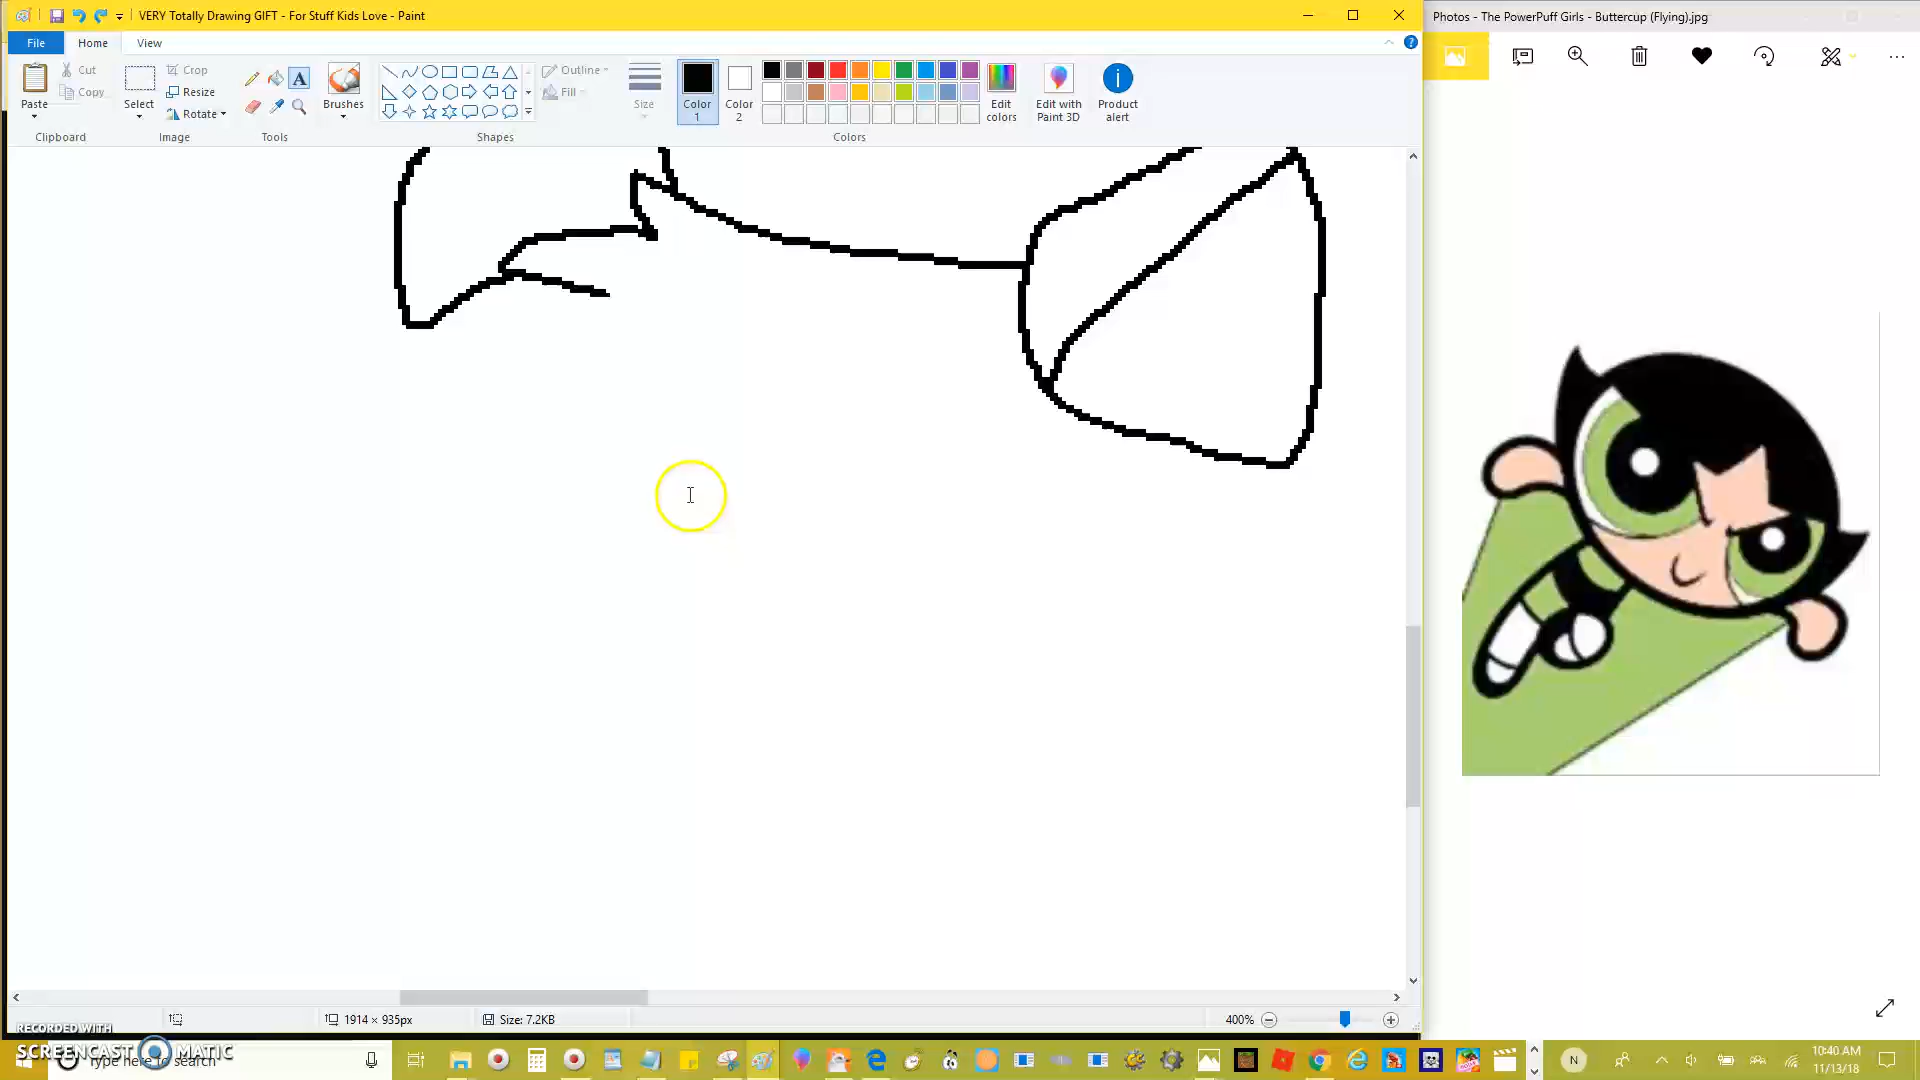 VERY Totally Drawing GIFT - For Stuff Kids Love - Paint
Photos - The PowerPuff Girls - Buttercup (Flying).jpg
File Home View
Paste
Cut
Copy
Clipboard
Select
Crop
Resize
Rotate
Image
A
Tools
Brushes
Shapes
Outline
Fill
Size
Color 1
Color 2
Edit colors
Colors
Edit with Paint 3D
Product alert
1914 × 935px
Size: 7.2KB
400%
RECORDED WITH
SCREENCAST MATIC
Type here to search
N
10:40 AM
11/13/18